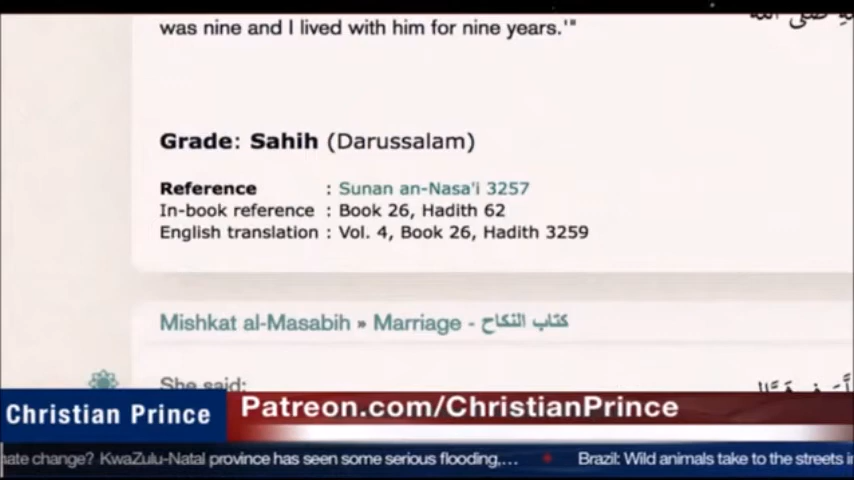 was nine and I lived with him for nine years.'"
Grade: Sahih (Darussalam)
Reference : Sunan an-Nasa'i 3257
In-book reference : Book 26, Hadith 62
English translation : Vol. 4, Book 26, Hadith 3259
Mishkat al-Masabih » Marriage - كتاب النكاح
She said:
Christian Prince
Patreon.com/ChristianPrince
change? KwaZulu-Natal province has seen some serious flooding,... Brazil: Wild animals take to the streets